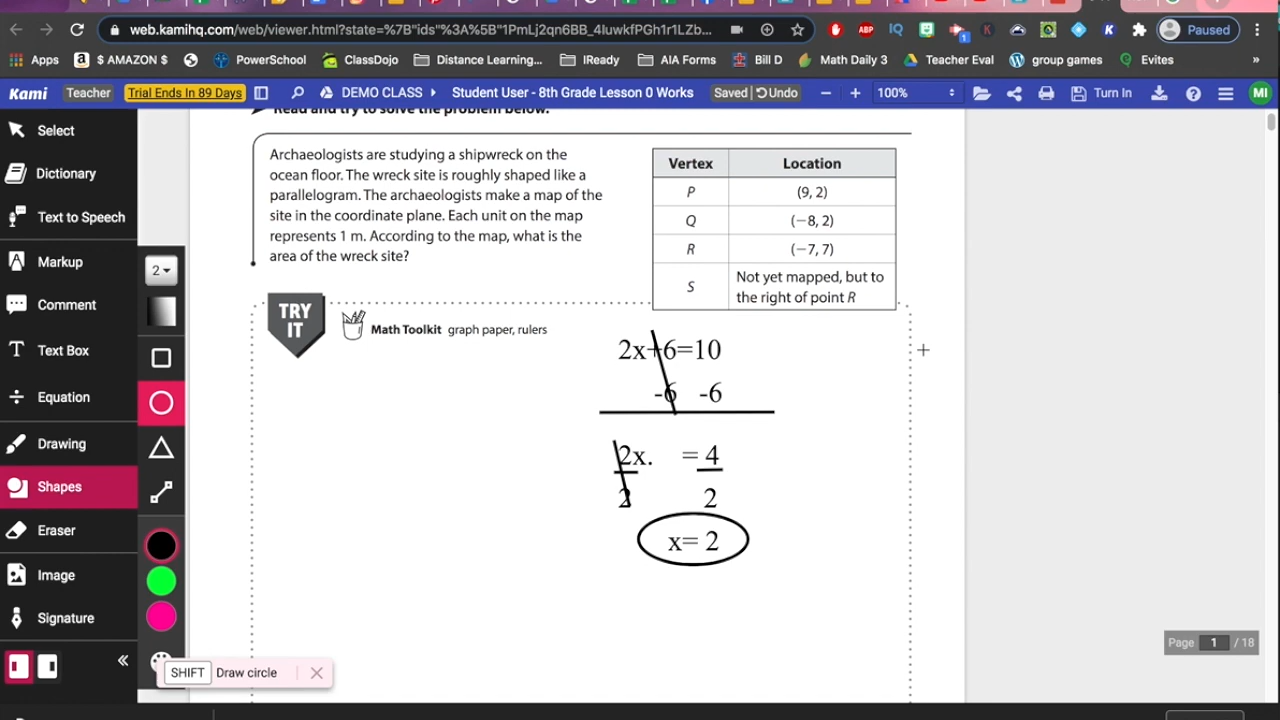 web.kamihq.com/web/viewer.html?state=%7B"ids"%3A%5B"1PmLj2qn6BB_4IuwkfPGh1r1LZb...
Paused
Apps
$ AMAZON $
PowerSchool
ClassDojo
Distance Learning...
IReady
AIA Forms
Bill D
Math Daily 3
Teacher Eval
group games
Evites
»
Kami
Teacher
Trial Ends In 89 Days
DEMO CLASS
Student User - 8th Grade Lesson 0 Works
Saved
Undo
100%
Turn In
MI
Select
Dictionary
Text to Speech
Markup
Comment
Text Box
Equation
Drawing
Shapes
Eraser
Image
Signature
2
Read and try to solve the problem below.
Archaeologists are studying a shipwreck on the
ocean floor. The wreck site is roughly shaped like a
parallelogram. The archaeologists make a map of the
site in the coordinate plane. Each unit on the map
represents 1 m. According to the map, what is the
area of the wreck site?
Vertex Location
P (9, 2)
Q (−8, 2)
R (−7, 7)
S Not yet mapped, but to
the right of point R
TRY
IT
Math Toolkit graph paper, rulers
2x+6=10
-6 -6
2x. = 4
2 2
x= 2
SHIFT Draw circle
Page 1 / 18